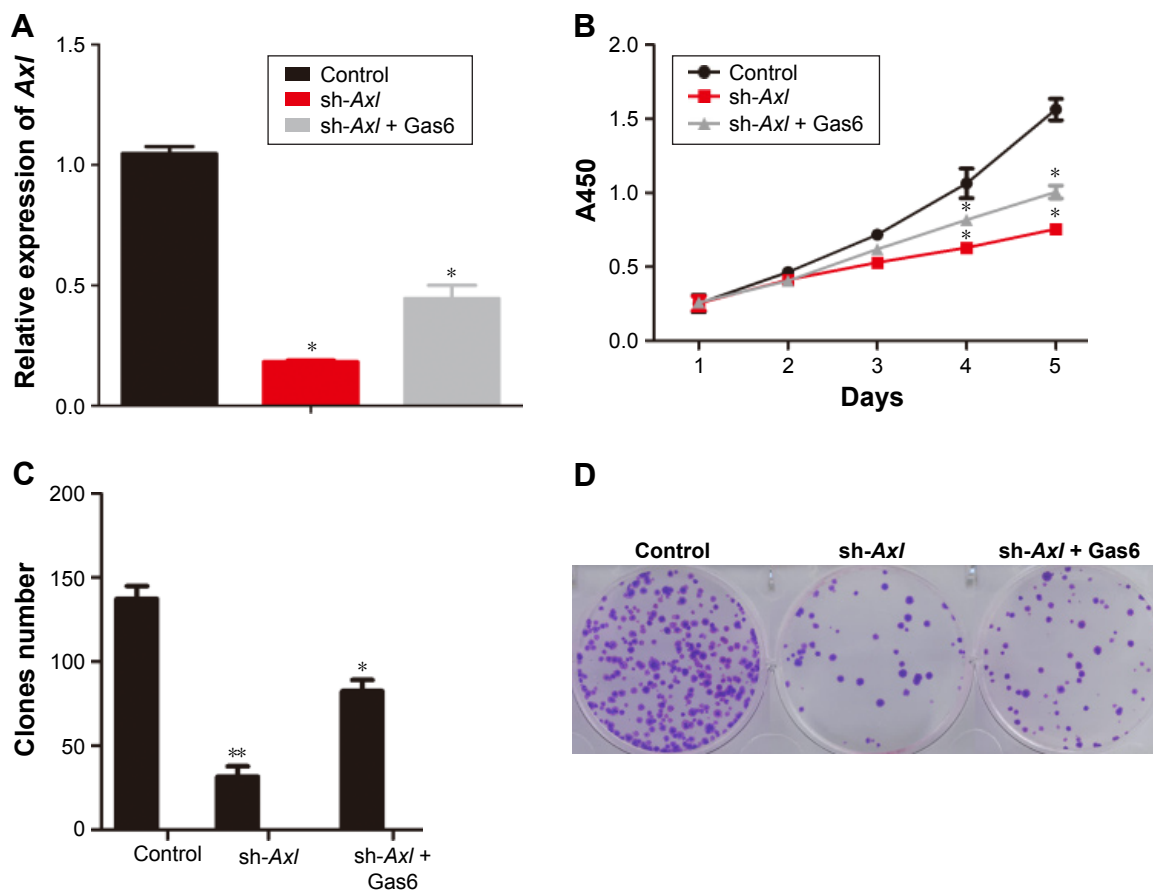 A
Relative expression of Axl
1.5
1.0
0.5
0.0
Control
sh-Axl
sh-Axl + Gas6
*
*
B
A450
2.0
1.5
1.0
0.5
0.0
Control
sh-Axl
sh-Axl + Gas6
*
*
*
*
1 2 3 4 5
Days
C
Clones number
200
150
100
50
0
**
*
Control
sh-Axl
sh-Axl +
Gas6
D
Control sh-Axl sh-Axl + Gas6